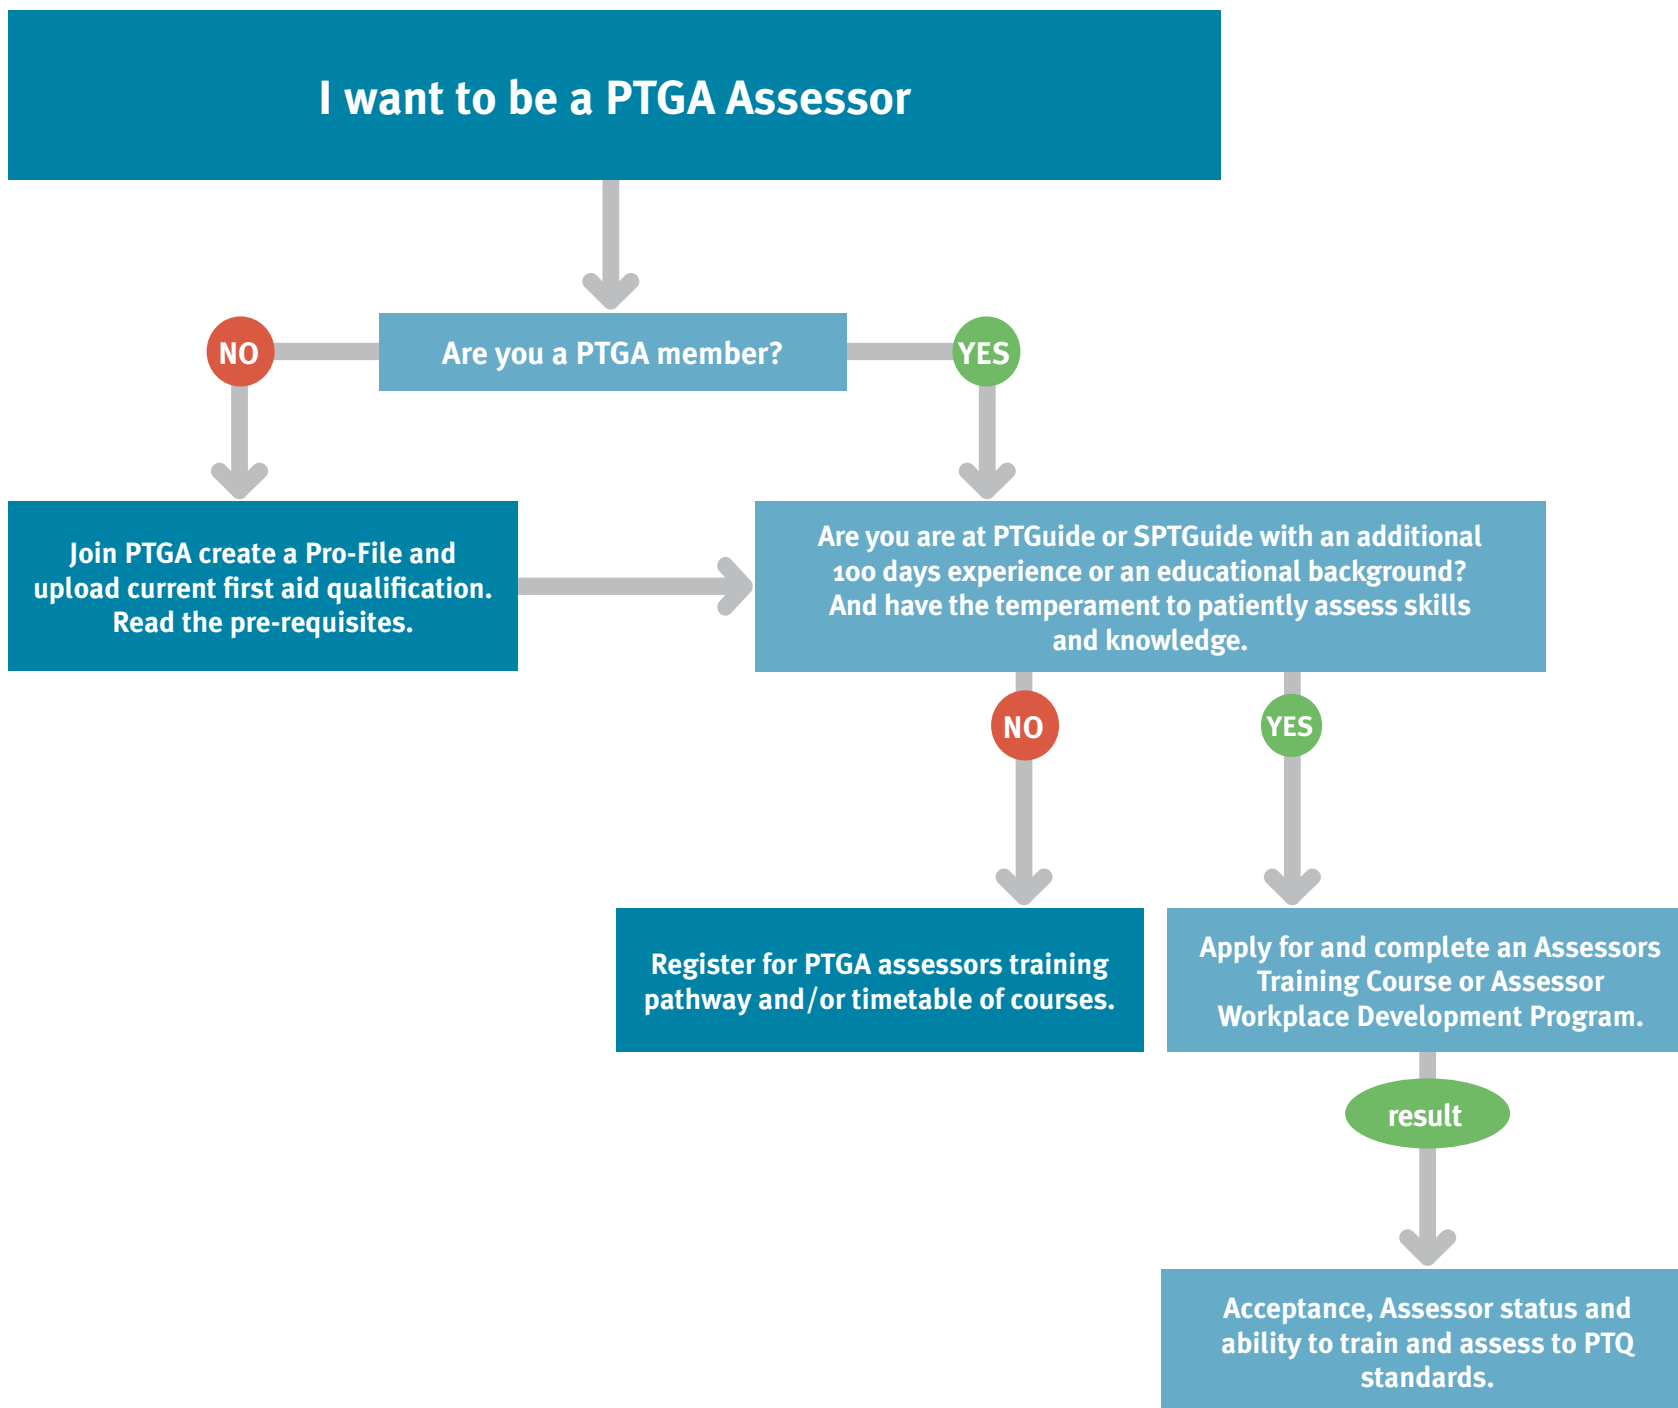 I want to be a PTGA Assessor
NO
Are you a PTGA member?
YES
Join PTGA create a Pro-File and
upload current first aid qualification.
Read the pre-requisites.
Are you are at PTGuide or SPTGuide with an additional
100 days experience or an educational background?
And have the temperament to patiently assess skills
and knowledge.
NO
YES
Register for PTGA assessors training
pathway and/or timetable of courses.
Apply for and complete an Assessors
Training Course or Assessor
Workplace Development Program.
result
Acceptance, Assessor status and
ability to train and assess to PTQ
standards.